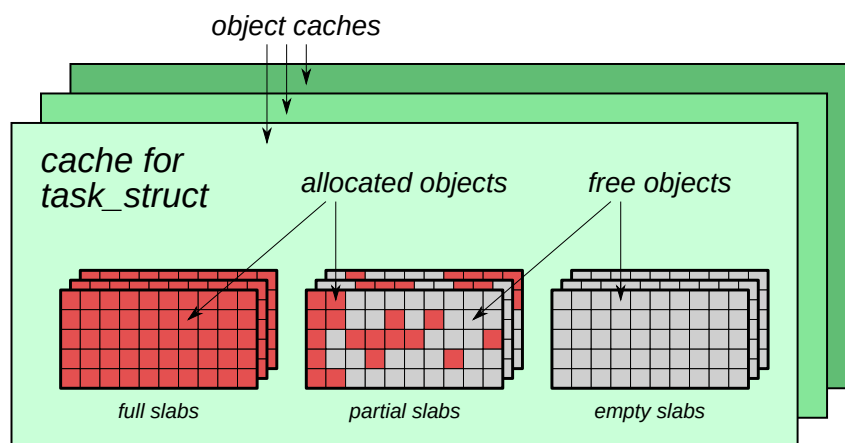 object caches
cache for
task_struct
allocated objects
free objects
full slabs
partial slabs
empty slabs